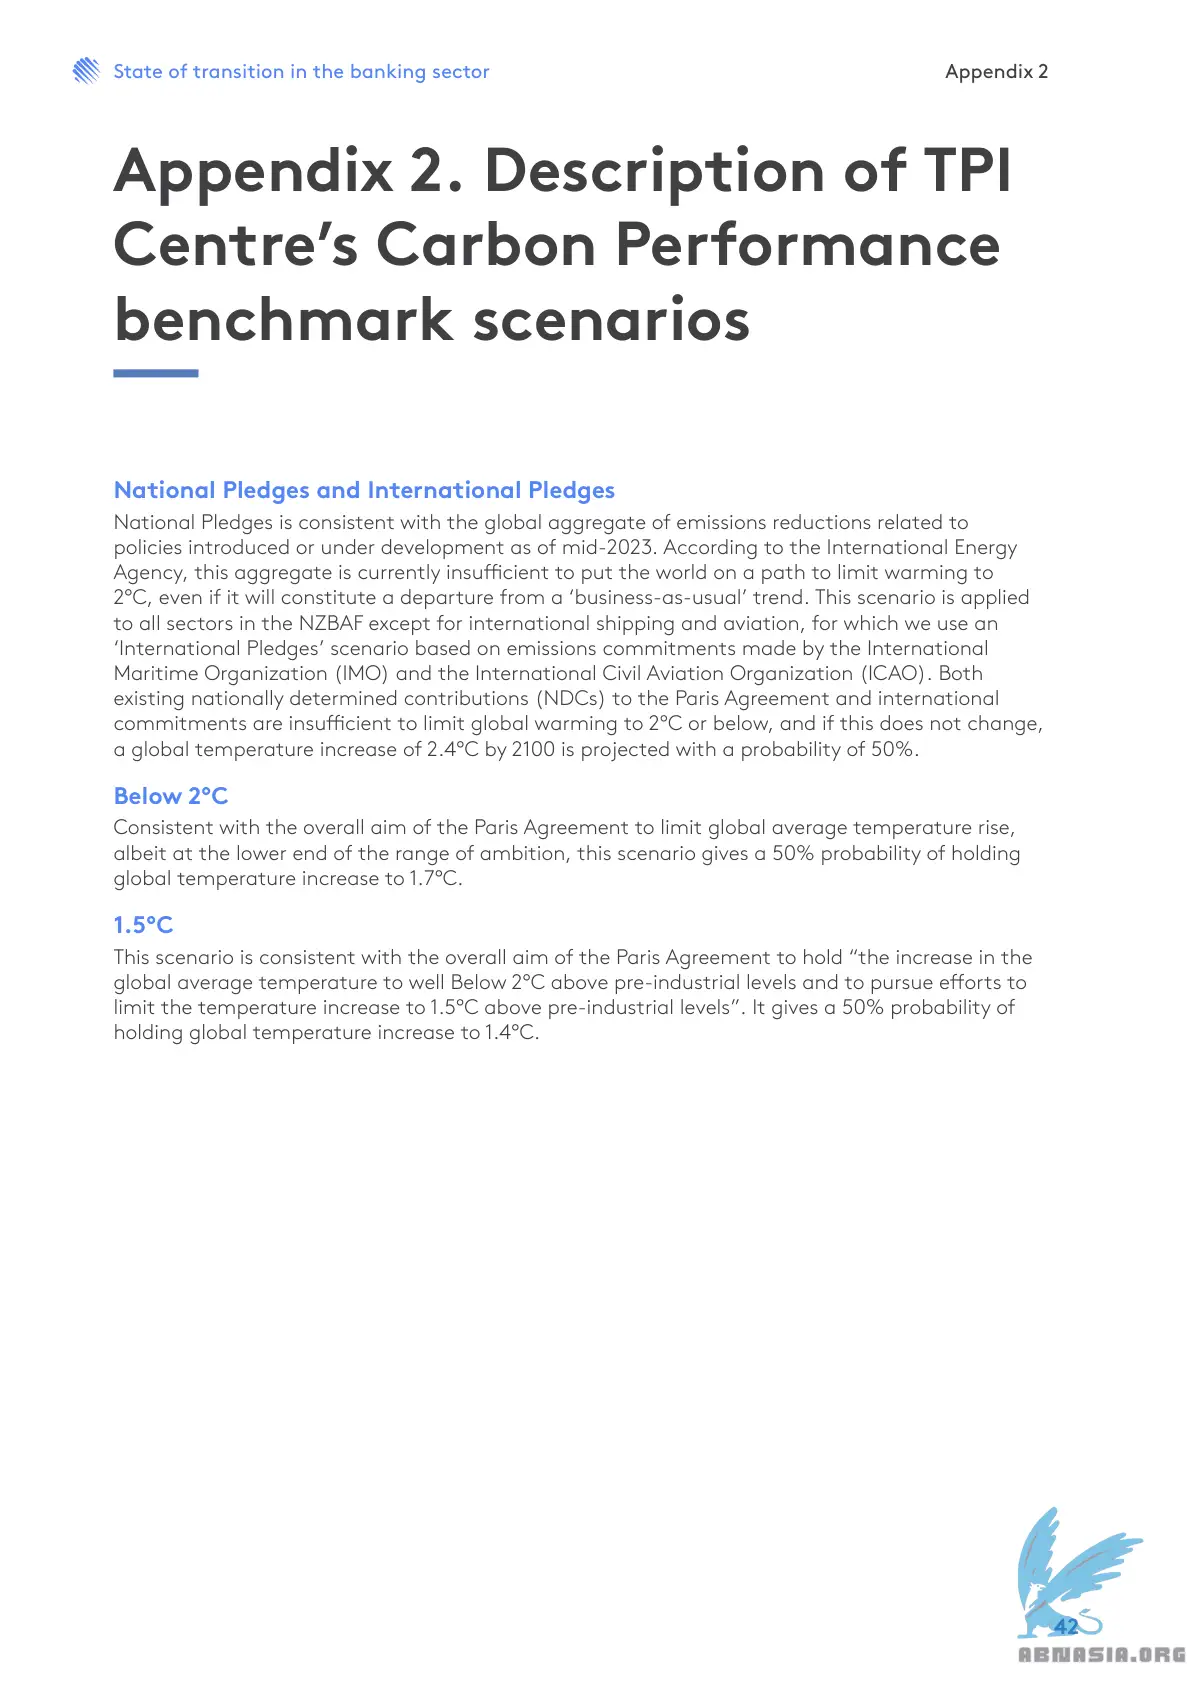 State of transition in the banking sector
Appendix 2
Appendix 2. Description of TPI
Centre’s Carbon Performance
benchmark scenarios
National Pledges and International Pledges
National Pledges is consistent with the global aggregate of emissions reductions related to
policies introduced or under development as of mid-2023. According to the International Energy
Agency, this aggregate is currently insufficient to put the world on a path to limit warming to
2°C, even if it will constitute a departure from a ‘business-as-usual’ trend. This scenario is applied
to all sectors in the NZBAF except for international shipping and aviation, for which we use an
‘International Pledges’ scenario based on emissions commitments made by the International
Maritime Organization (IMO) and the International Civil Aviation Organization (ICAO). Both
existing nationally determined contributions (NDCs) to the Paris Agreement and international
commitments are insufficient to limit global warming to 2°C or below, and if this does not change,
a global temperature increase of 2.4°C by 2100 is projected with a probability of 50%.
Below 2°C
Consistent with the overall aim of the Paris Agreement to limit global average temperature rise,
albeit at the lower end of the range of ambition, this scenario gives a 50% probability of holding
global temperature increase to 1.7°C.
1.5°C
This scenario is consistent with the overall aim of the Paris Agreement to hold “the increase in the
global average temperature to well Below 2°C above pre-industrial levels and to pursue efforts to
limit the temperature increase to 1.5°C above pre-industrial levels”. It gives a 50% probability of
holding global temperature increase to 1.4°C.
42
ABNASIA.ORG